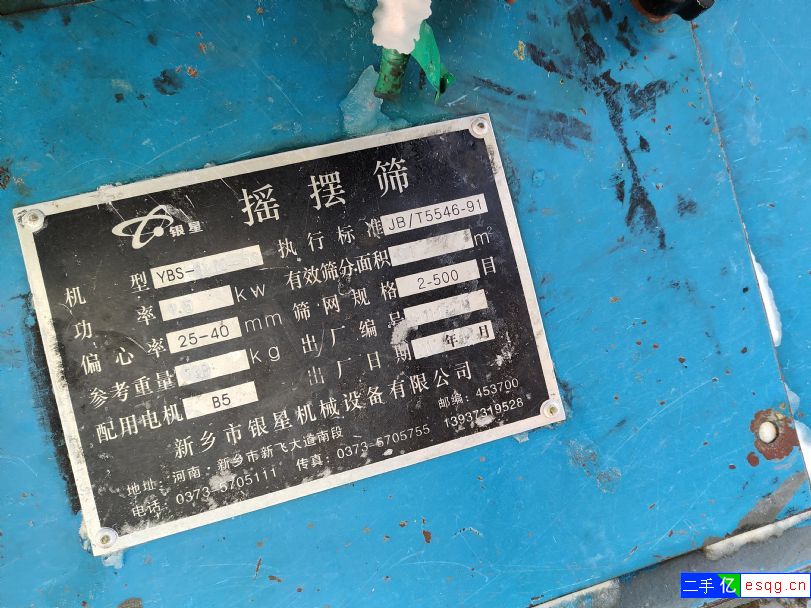 银星 摇摆筛
机型 YBS- 执行标准 JB/T5546-91
功率 kw 有效筛分面积 m²
偏心率 25-40 mm 筛网规格 2-500 目
参考重量 kg 出厂编号
配用电机 B5 出厂日期 年 月
新乡市银星机械设备有限公司
地址: 河南·新乡市新飞大道南段 邮编: 453700
电话: 0373-5705111 传真: 0373-5705755 13937319528
二手亿 esqg.cn